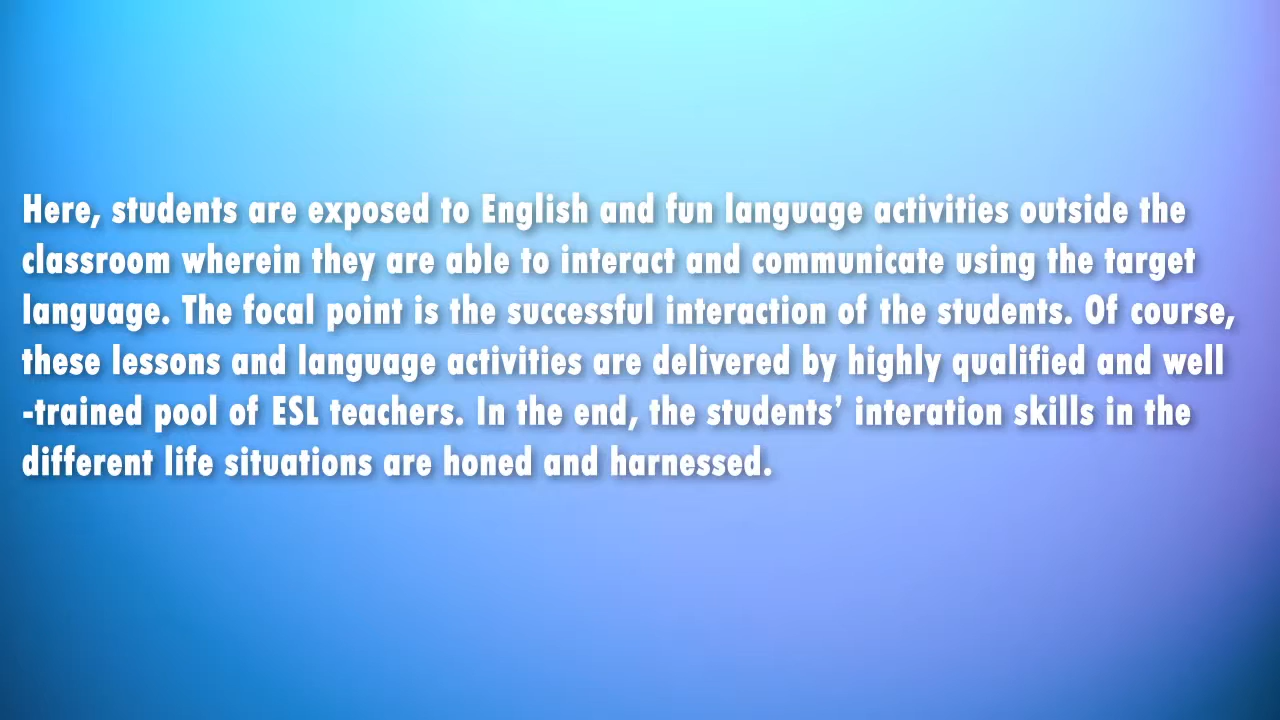 Here, students are exposed to English and fun language activities outside the
classroom wherein they are able to interact and communicate using the target
language. The focal point is the successful interaction of the students. Of course,
these lessons and language activities are delivered by highly qualified and well
-trained pool of ESL teachers. In the end, the students’ interation skills in the
different life situations are honed and harnessed.